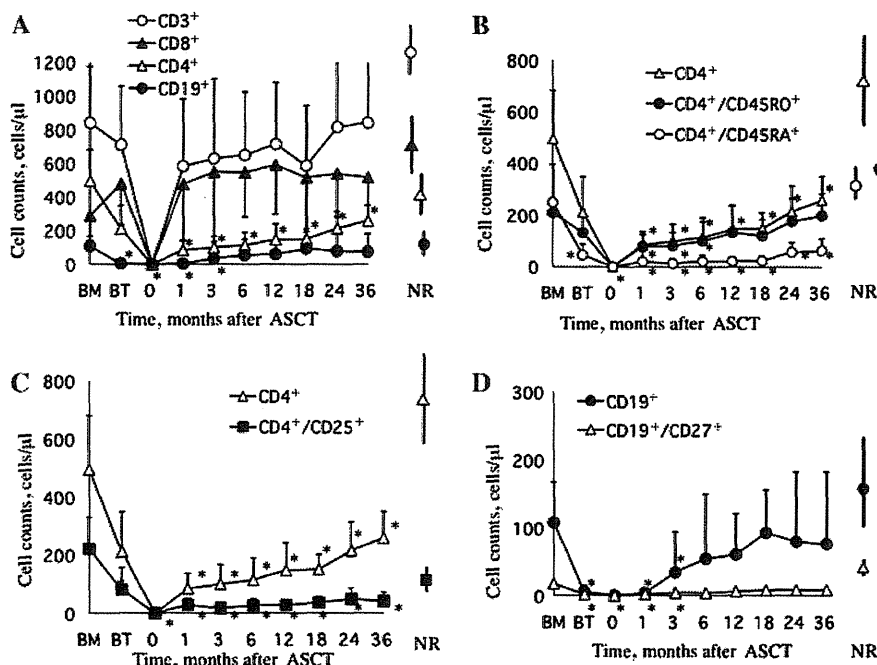 A
CD3+
CD8+
CD4+
CD19+
Cell counts, cells/µl
1200
1000
800
600
400
200
0
BM BT 0 1 3 6 12 18 24 36
NR
Time, months after ASCT
B
CD4+
CD4+/CD45RO+
CD4+/CD45RA+
Cell counts, cells/µl
800
600
400
200
0
BM BT 0 1 3 6 12 18 24 36
NR
Time, months after ASCT
C
CD4+
CD4+/CD25+
Cell counts, cells/µl
800
600
400
200
0
BM BT 0 1 3 6 12 18 24 36
NR
Time, months after ASCT
D
CD19+
CD19+/CD27+
Cell counts, cells/µl
300
200
100
0
BM BT 0 1 3 6 12 18 24 36
NR
Time, months after ASCT